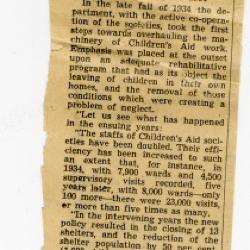 In the late fall of 1934 the de-
partment, with the active co-opera-
tion of the societies, took the first
steps towards overhauling the ma-
chinery of Children's Aid work.
Emphasis was placed at the outset
upon an adequate rehabilitative
program that had as its object the
leaving of children in their own
homes, and the removal of those
conditions which were creating a
problem of neglect.
"Let us see what has happened
in the ensuing years:
"The staffs of Children's Aid soci-
eties have been doubled. Their effi-
ciency has been increased to such
an extent that, for instance, in
1934, with 7,900 wards and 4,500
supervisory visits recorded, five
years later, with 8,000 wards—only
100 more—there were 23,000 visits,
or more than five times as many.
"In the intervening years the new
policy resulted in the closing of 13
shelters, and the reduction of the
shelter population by 50 per cent.